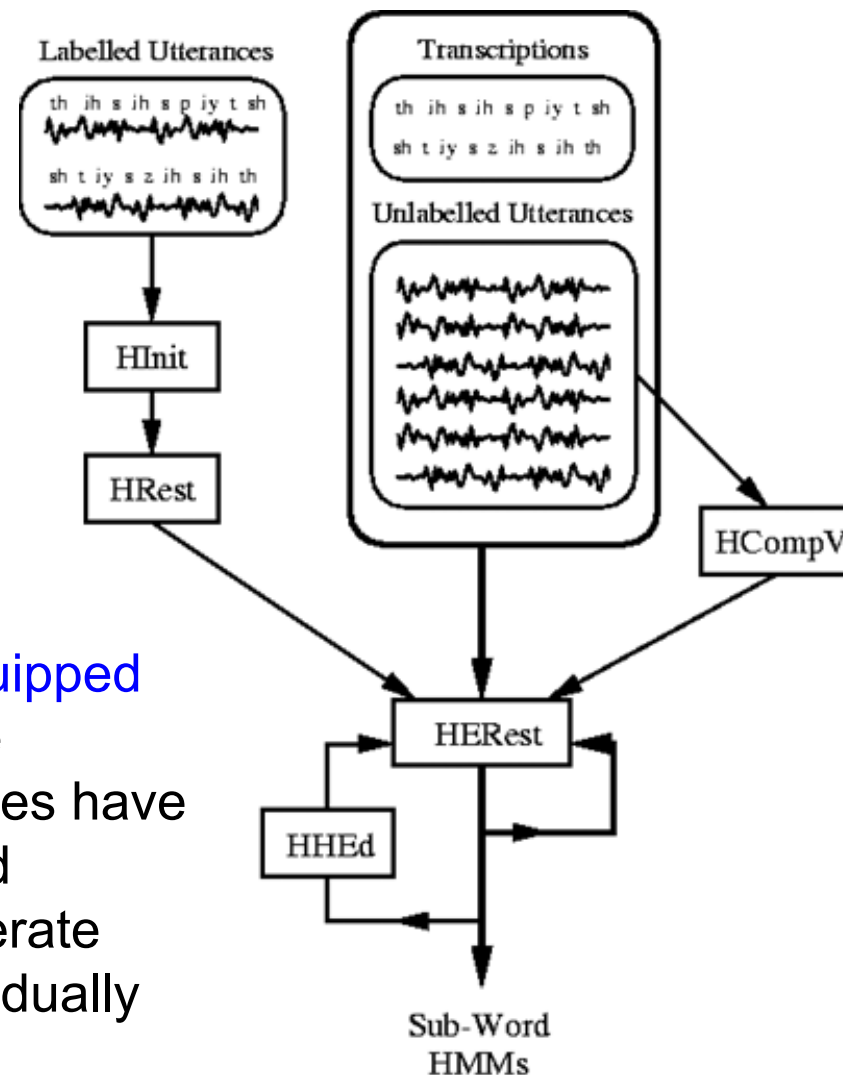 Labelled Utterances
th ih s ih s p iy t sh
sh t iy s z ih s ih th
Transcriptions
th ih s ih s p iy t sh
sh t iy s z ih s ih th
Unlabelled Utterances
HInit
HRest
HCompV
HERest
HHEd
Sub-Word
HMMs
uipped
es have
d
erate
dually